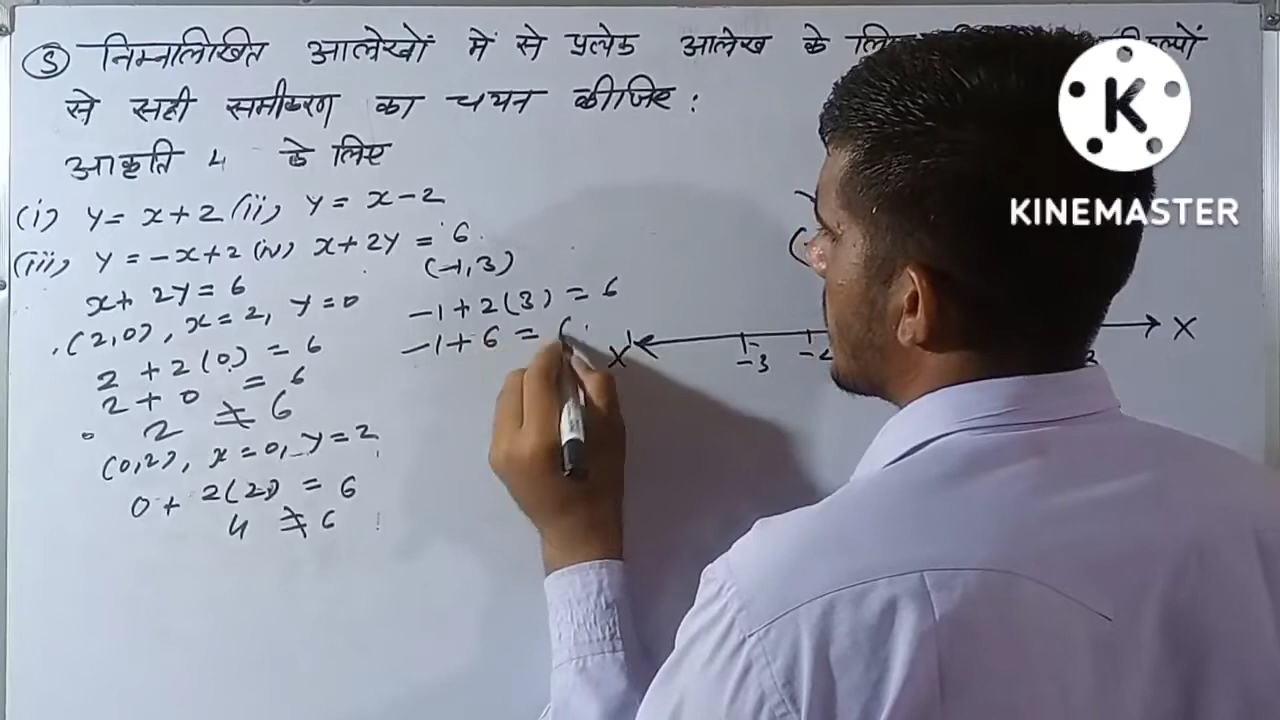 (5) निम्नलिखित आलेखों में से प्रत्येक आलेख के
से सही समीकरण का चयन कीजिए :
आकृति 4 के लिए
(i) y = x + 2 (ii) y = x - 2
(iii) y = -x + 2 (iv) x + 2y = 6
x + 2y = 6
(2,0), x = 2, y = 0
2 + 2(0) = 6
2 + 0 = 6
2 ≠ 6
(0,2), x = 0, y = 2
0 + 2(2) = 6
4 ≠ 6
(-1,3)
-1 + 2(3) = 6
-1 + 6 = 6
X'
-3
-2
X
K
KINEMASTER